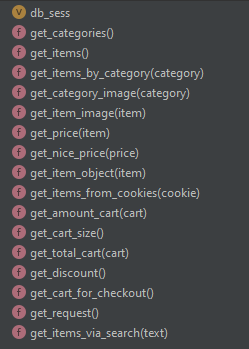 v db_sess
f get_categories()
f get_items()
f get_items_by_category(category)
f get_category_image(category)
f get_item_image(item)
f get_price(item)
f get_nice_price(price)
f get_item_object(item)
f get_items_from_cookies(cookie)
f get_amount_cart(cart)
f get_cart_size()
f get_total_cart(cart)
f get_discount()
f get_cart_for_checkout()
f get_request()
f get_items_via_search(text)